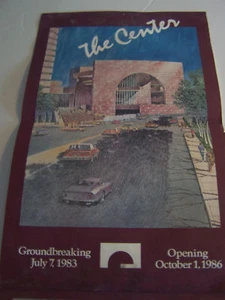 The Center
Groundbreaking
July 7, 1983
Opening
October 1, 1986